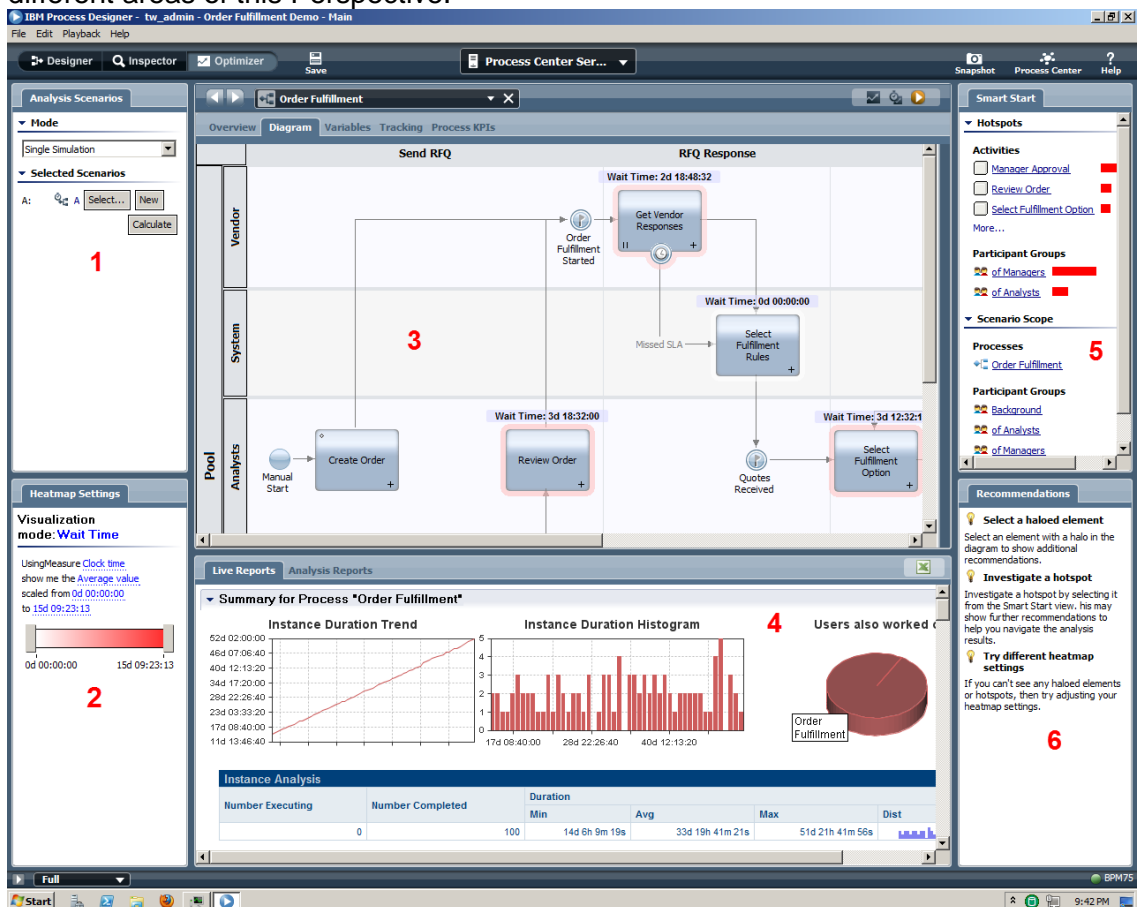 different areas of this Perspective.
IBM Process Designer - tw_admin - Order Fulfillment Demo - Main
File Edit Playback Help
Designer Inspector Optimizer Save Process Center Ser... Snapshot Process Center Help
Analysis Scenarios
Mode
Single Simulation
Selected Scenarios
A: A Select... New
Calculate
1
Heatmap Settings
Visualization
mode: Wait Time
UsingMeasure Clock time
show me the Average value
scaled from 0d 00:00:00
to 15d 09:23:13
0d 00:00:00 15d 09:23:13
2
Order Fulfillment
Overview Diagram Variables Tracking Process KPIs
Send RFQ RFQ Response
Pool
Vendor
Wait Time: 2d 18:48:32
Order
Fulfillment
Started
Get Vendor
Responses
System
Wait Time: 0d 00:00:00
Missed SLA
Select
Fulfillment
Rules
3
Analysts
Manual
Start
Create Order
Wait Time: 3d 18:32:00
Review Order
Quotes
Received
Wait Time: 3d 12:32:1
Select
Fulfillment
Option
Live Reports Analysis Reports
Summary for Process "Order Fulfillment"
Instance Duration Trend
52d 02:00:00
46d 07:06:40
40d 12:13:20
34d 17:20:00
28d 22:26:40
23d 03:33:20
17d 08:40:00
11d 13:46:40
Instance Duration Histogram
5
4
3
2
1
0
17d 08:40:00 28d 22:26:40 40d 12:13:20
4
Users also worked o
Order
Fulfillment
Instance Analysis
Number Executing Number Completed Duration
Min Avg Max Dist
0 100 14d 6h 9m 19s 33d 19h 41m 21s 51d 21h 41m 56s
Smart Start
Hotspots
Activities
Manager Approval
Review Order
Select Fulfillment Option
More...
Participant Groups
of Managers
of Analysts
Scenario Scope
Processes
Order Fulfillment
5
Participant Groups
Background
of Analysts
of Managers
Recommendations
Select a haloed element
Select an element with a halo in the
diagram to show additional
recommendations.
Investigate a hotspot
Investigate a hotspot by selecting it
from the Smart Start view. his may
show further recommendations to
help you navigate the analysis
results.
Try different heatmap
settings
If you can't see any haloed elements
or hotspots, then try adjusting your
heatmap settings.
6
Full
BPM75
Start
9:42 PM